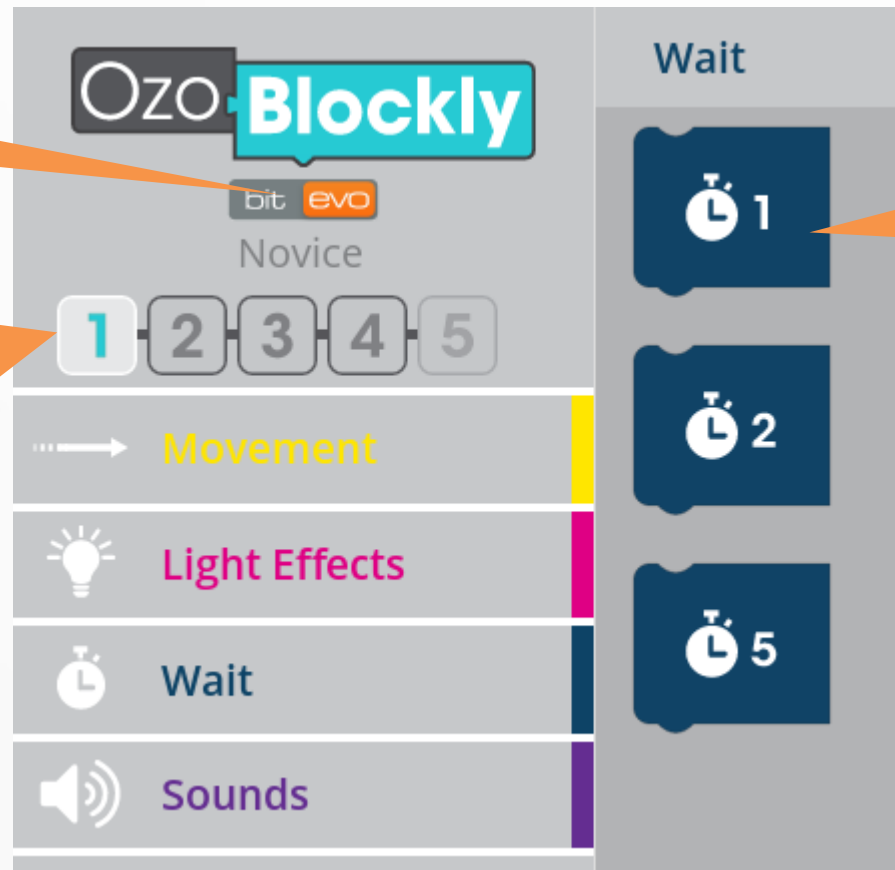 Ozo Blockly
bit evo
Novice
1 2 3 4 5
Movement
Light Effects
Wait
Sounds
Wait
1
2
5